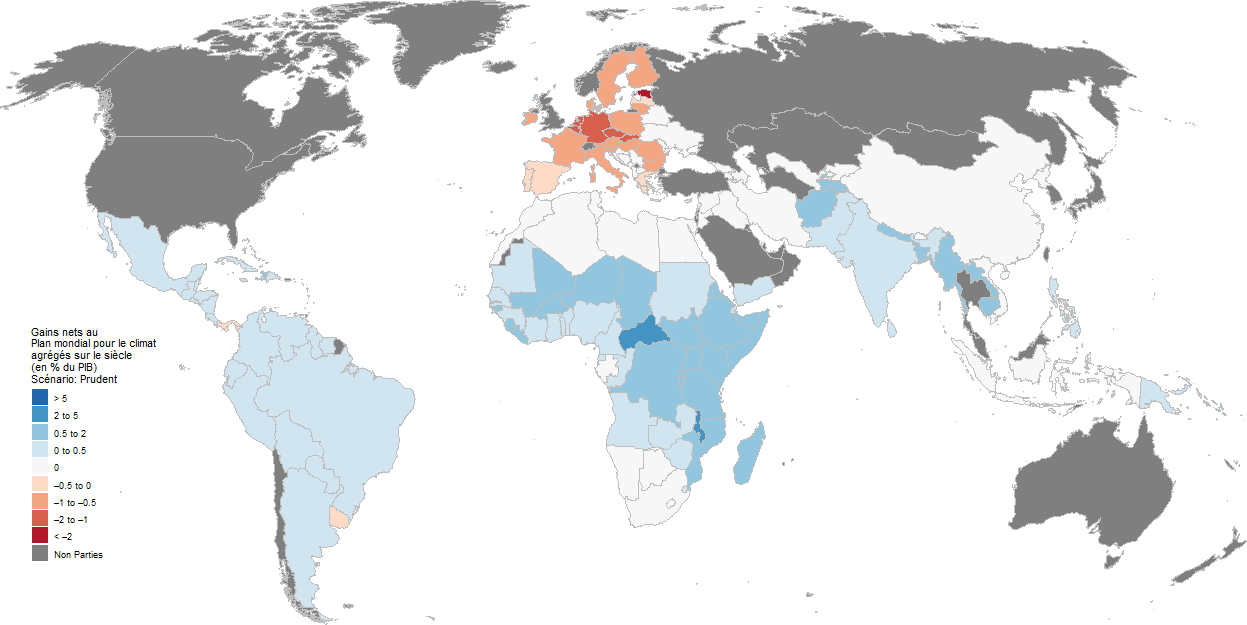 Gains nets au
Plan mondial pour le climat
agrégés sur le siècle
(en % du PIB)
Scénario: Prudent
> 5
2 to 5
0.5 to 2
0 to 0.5
0
–0.5 to 0
–1 to –0.5
–2 to –1
< –2
Non Parties